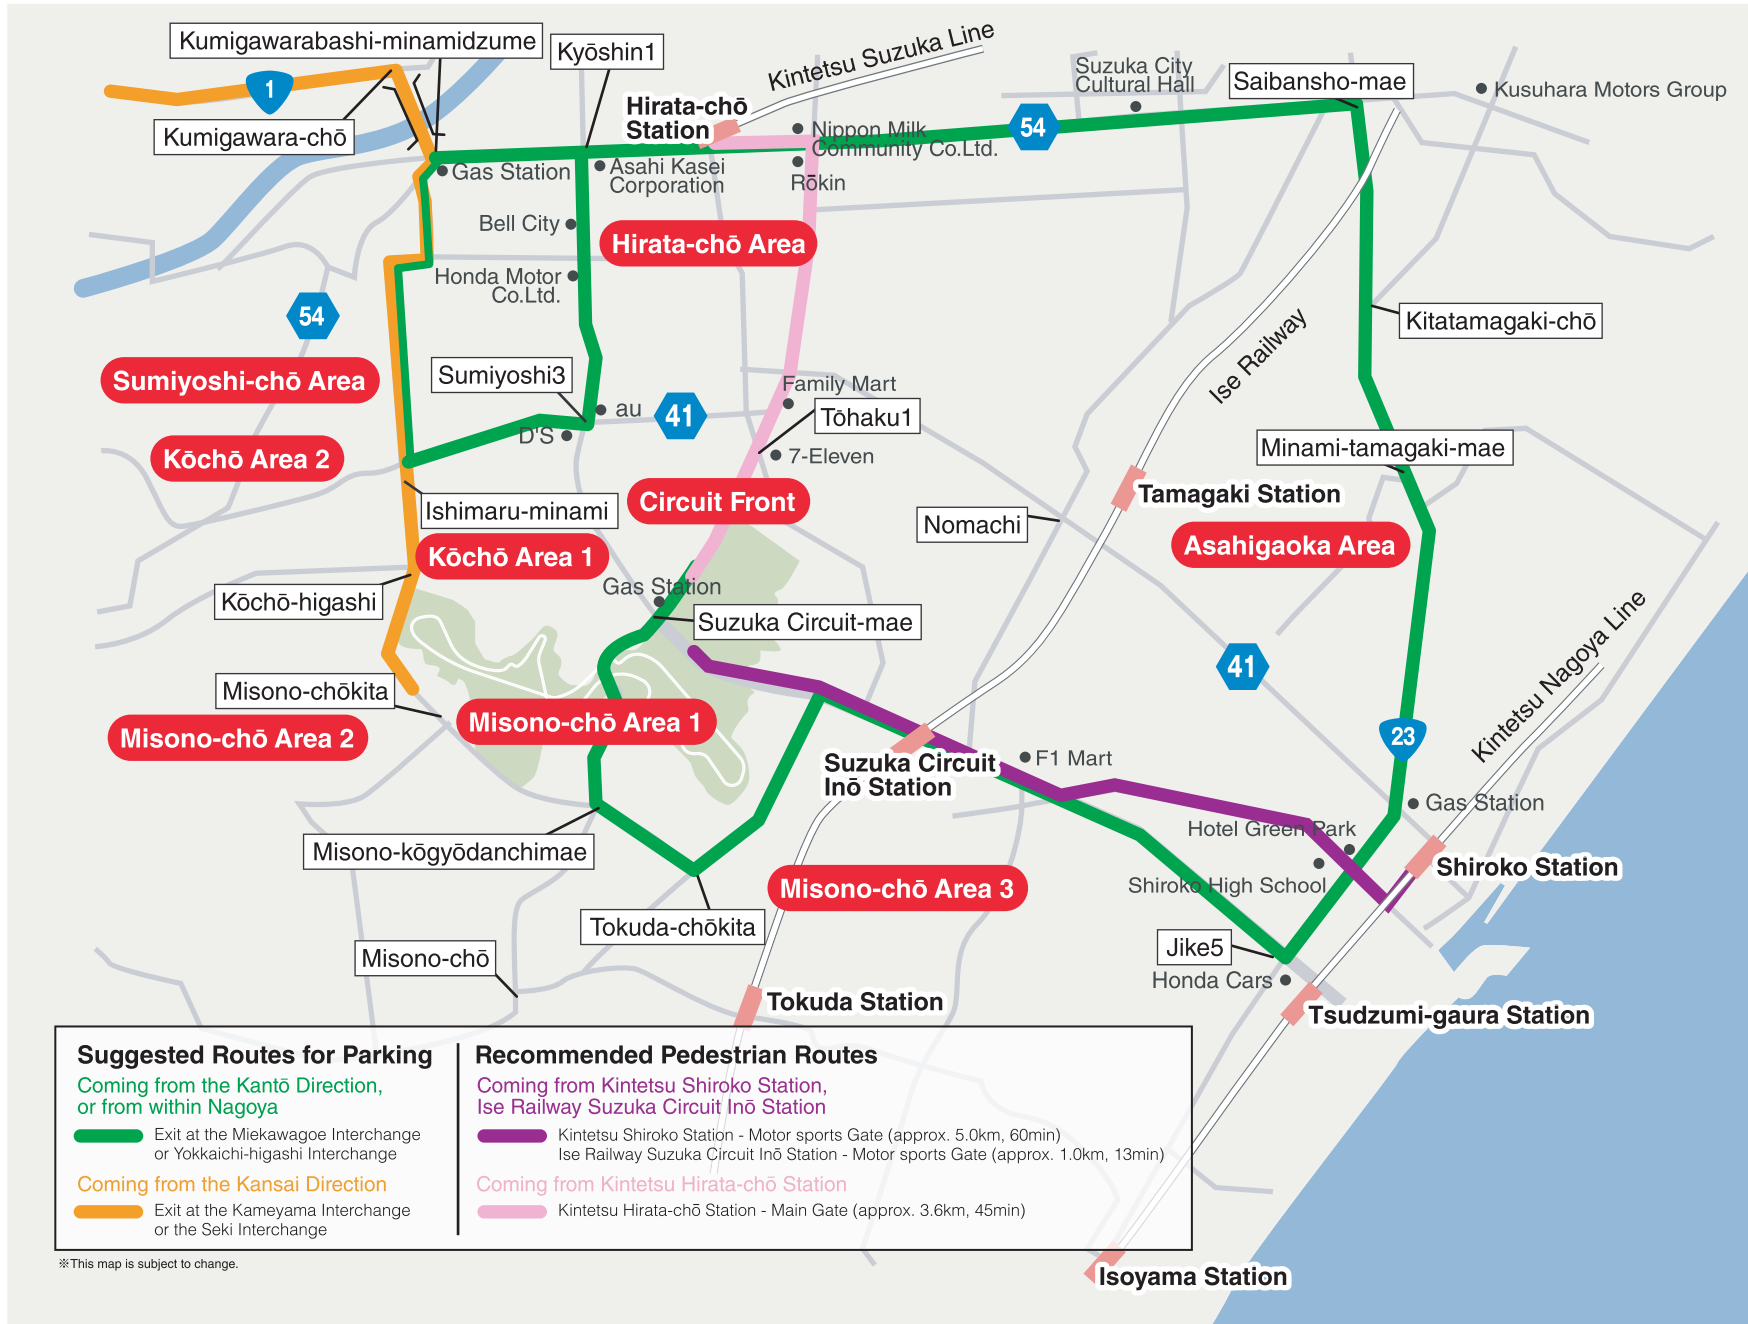 Kumigawarabashi-minamidzume
Kyōshin1
Kintetsu Suzuka Line
1
Kumigawara-chō
Hirata-chō
Station
Suzuka City
Cultural Hall
Saibansho-mae
Kusuhara Motors Group
54
Nippon Milk
Community Co.Ltd.
Gas Station
Asahi Kasei
Corporation
Rōkin
Bell City
Hirata-chō Area
Honda Motor
Co.Ltd.
54
Kitatamagaki-chō
Ise Railway
Sumiyoshi-chō Area
Sumiyoshi3
Family Mart
au
41
Tōhaku1
D'S
7-Eleven
Kōchō Area 2
Minami-tamagaki-mae
Circuit Front
Tamagaki Station
Ishimaru-minami
Nomachi
Kōchō Area 1
Asahigaoka Area
Gas Station
Kōchō-higashi
Suzuka Circuit-mae
41
Kintetsu Nagoya Line
Misono-chōkita
Misono-chō Area 1
Misono-chō Area 2
23
Suzuka Circuit
Inō Station
F1 Mart
Gas Station
Hotel Green Park
Misono-kōgyōdanchimae
Shiroko Station
Shiroko High School
Misono-chō Area 3
Tokuda-chōkita
Jike5
Misono-chō
Honda Cars
Tokuda Station
Tsudzumi-gaura Station
Suggested Routes for Parking
Coming from the Kantō Direction,
or from within Nagoya
Exit at the Miekawagoe Interchange
or Yokkaichi-higashi Interchange
Coming from the Kansai Direction
Exit at the Kameyama Interchange
or the Seki Interchange
Recommended Pedestrian Routes
Coming from Kintetsu Shiroko Station,
Ise Railway Suzuka Circuit Inō Station
Kintetsu Shiroko Station - Motor sports Gate (approx. 5.0km, 60min)
Ise Railway Suzuka Circuit Inō Station - Motor sports Gate (approx. 1.0km, 13min)
Coming from Kintetsu Hirata-chō Station
Kintetsu Hirata-chō Station - Main Gate (approx. 3.6km, 45min)
※This map is subject to change.
Isoyama Station